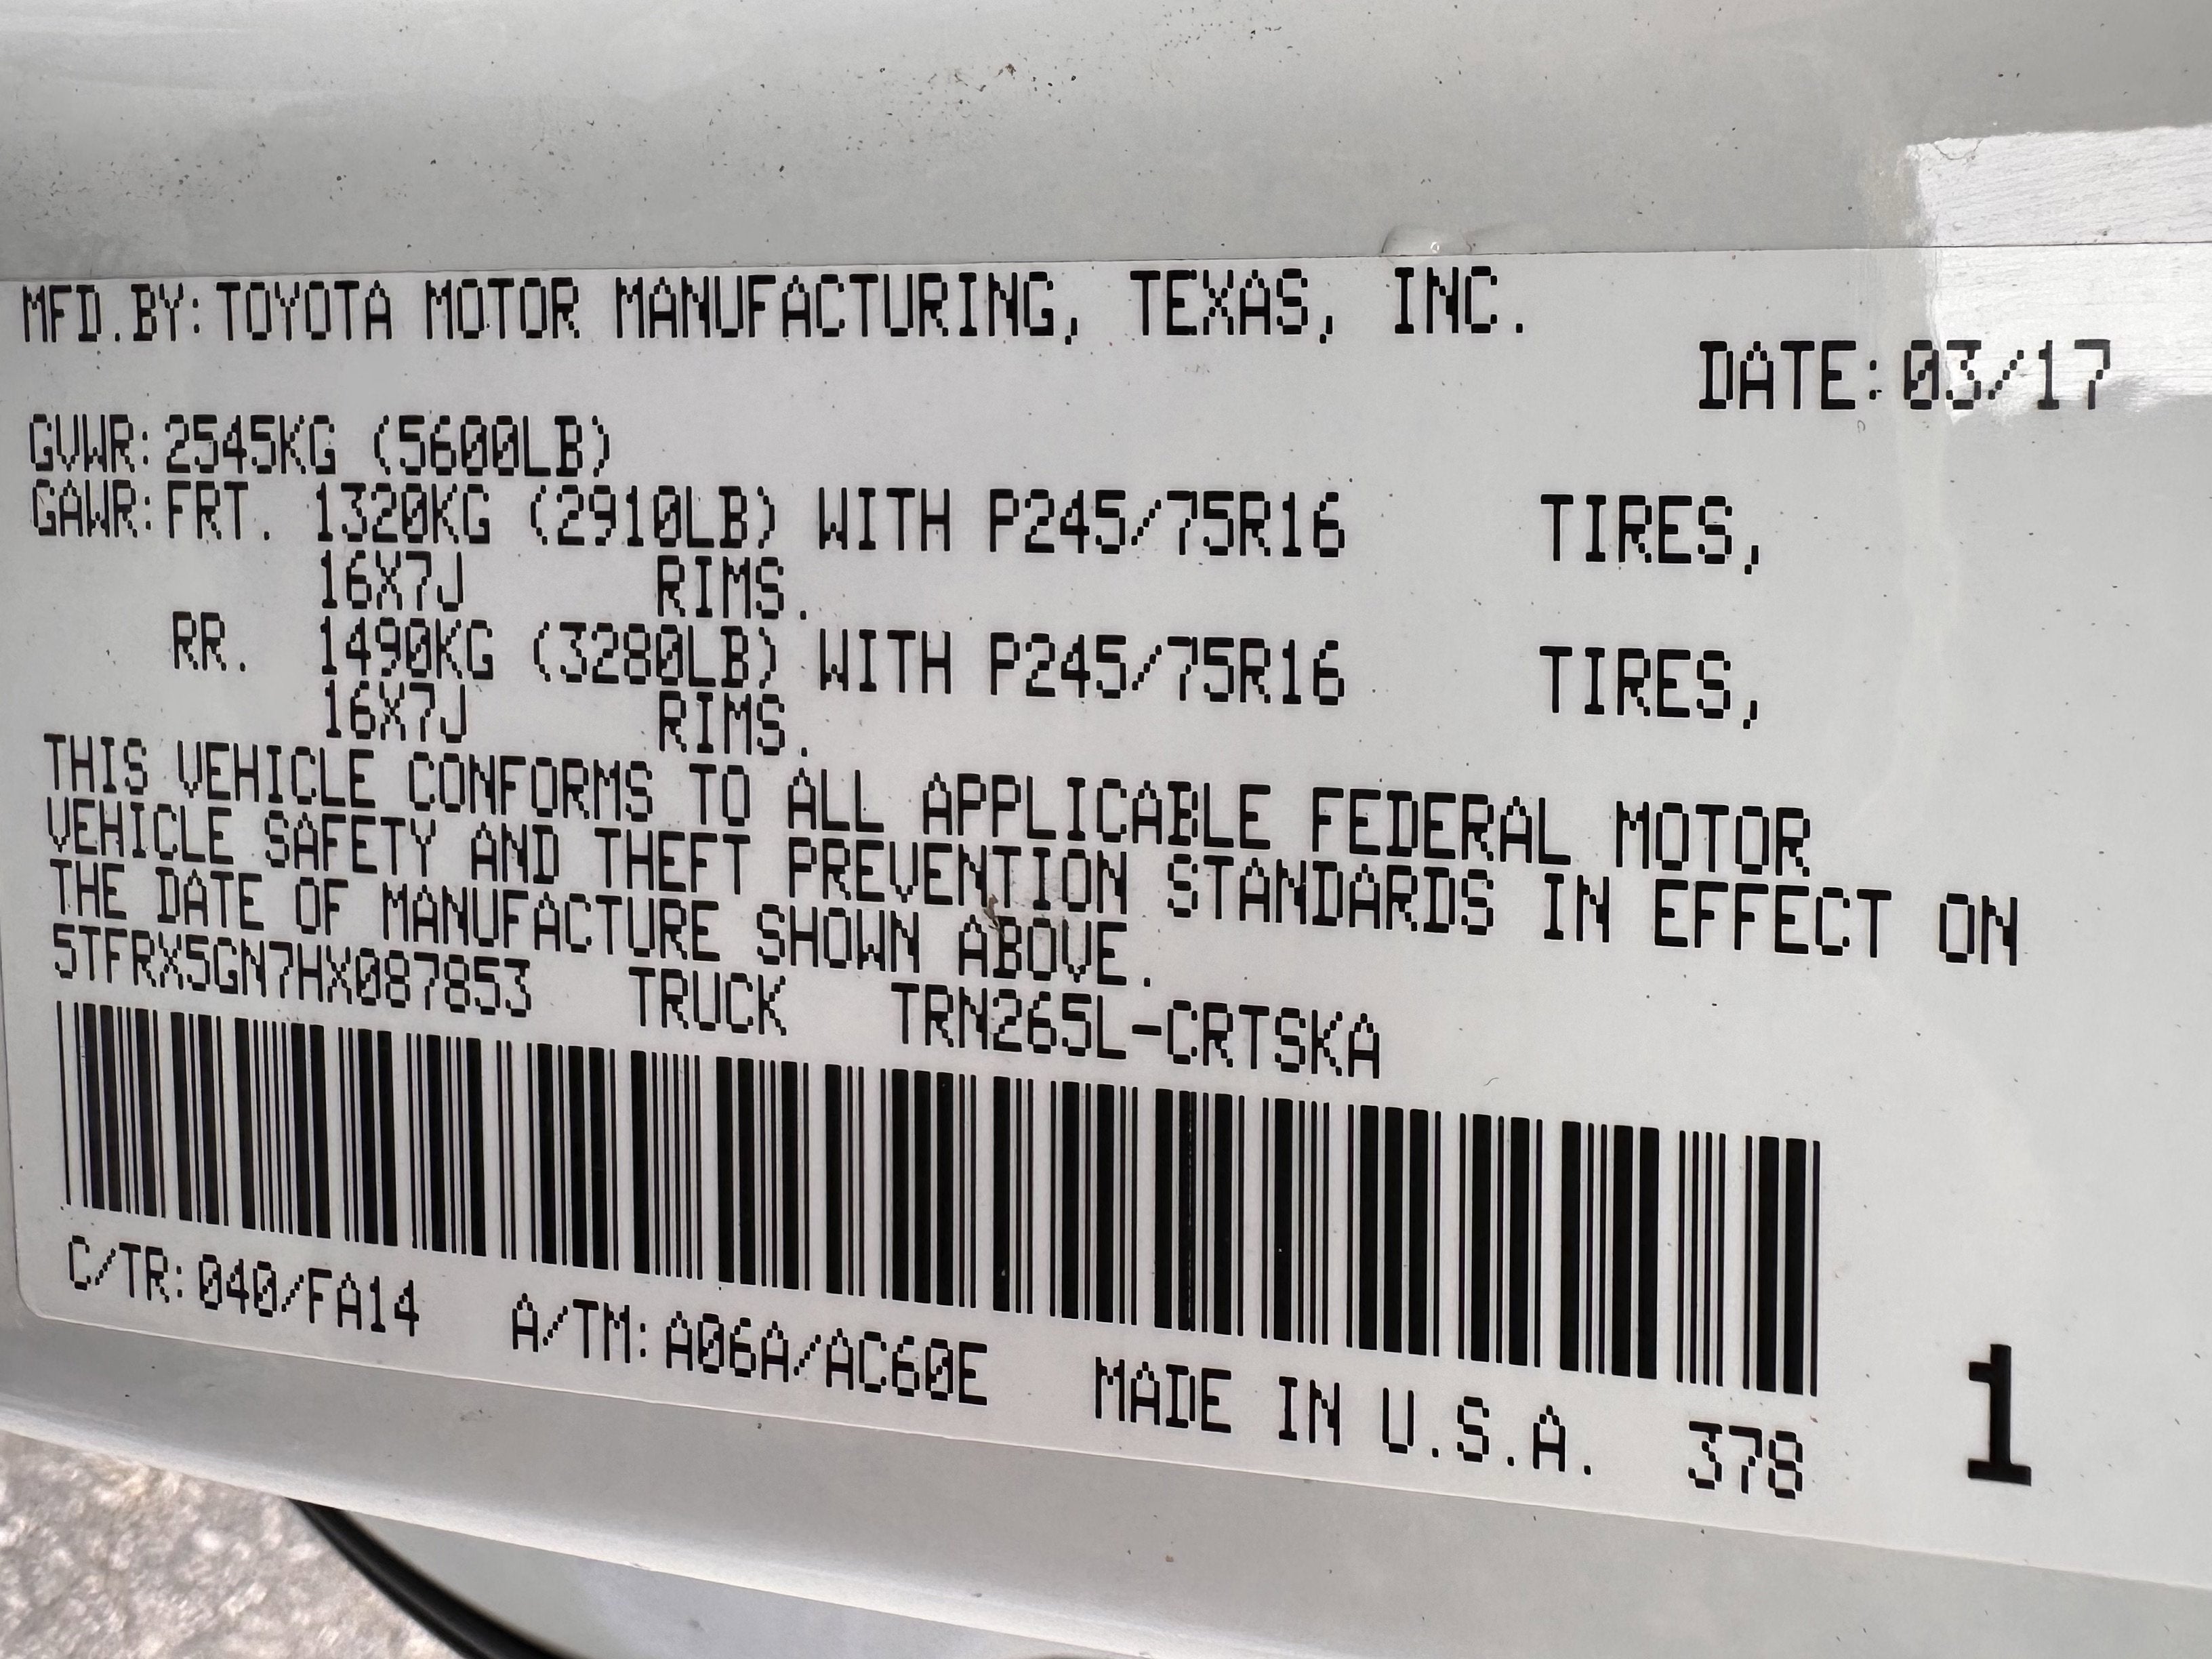 MFD.BY:TOYOTA MOTOR MANUFACTURING, TEXAS, INC.
DATE:03/17
GVWR:2545KG (5600LB)
GAWR:FRT. 1320KG (2910LB) WITH P245/75R16 TIRES,
16X7J RIMS.
RR. 1490KG (3280LB) WITH P245/75R16 TIRES,
16X7J RIMS.
THIS VEHICLE CONFORMS TO ALL APPLICABLE FEDERAL MOTOR
VEHICLE SAFETY AND THEFT PREVENTION STANDARDS IN EFFECT ON
THE DATE OF MANUFACTURE SHOWN ABOVE.
5TFRX5GN7HX087853 TRUCK TRN265L-CRTSKA
C/TR:040/FA14 A/TM:A06A/AC60E MADE IN U.S.A. 378
1